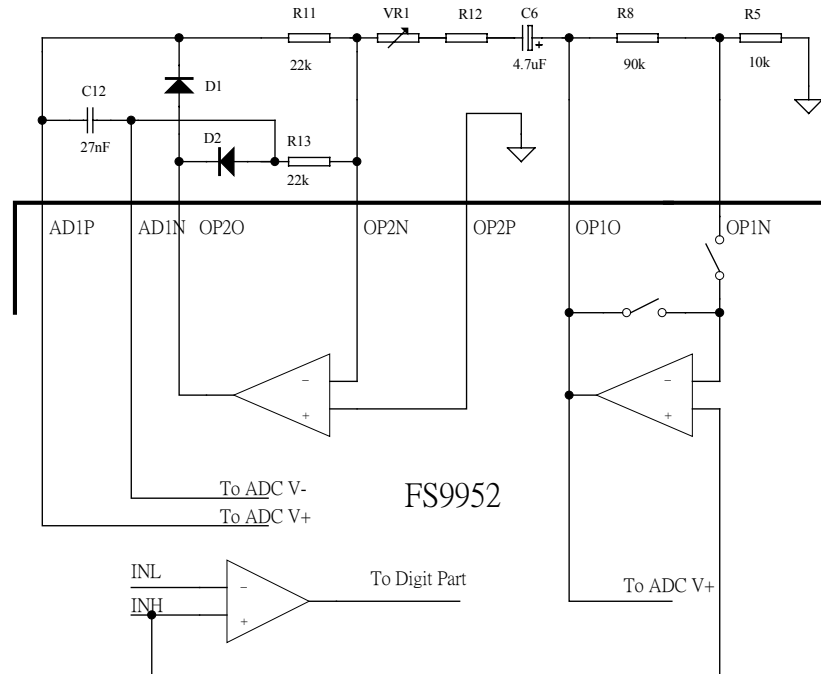 R11 VR1 R12 C6 R8 R5
22k 4.7uF 90k 10k
C12 D1
27nF D2 R13
22k
AD1P AD1N OP2O OP2N OP2P OP1O OP1N
−
+
−
+
To ADC V-
To ADC V+
FS9952
INL
INH
−
+
To Digit Part
To ADC V+
+